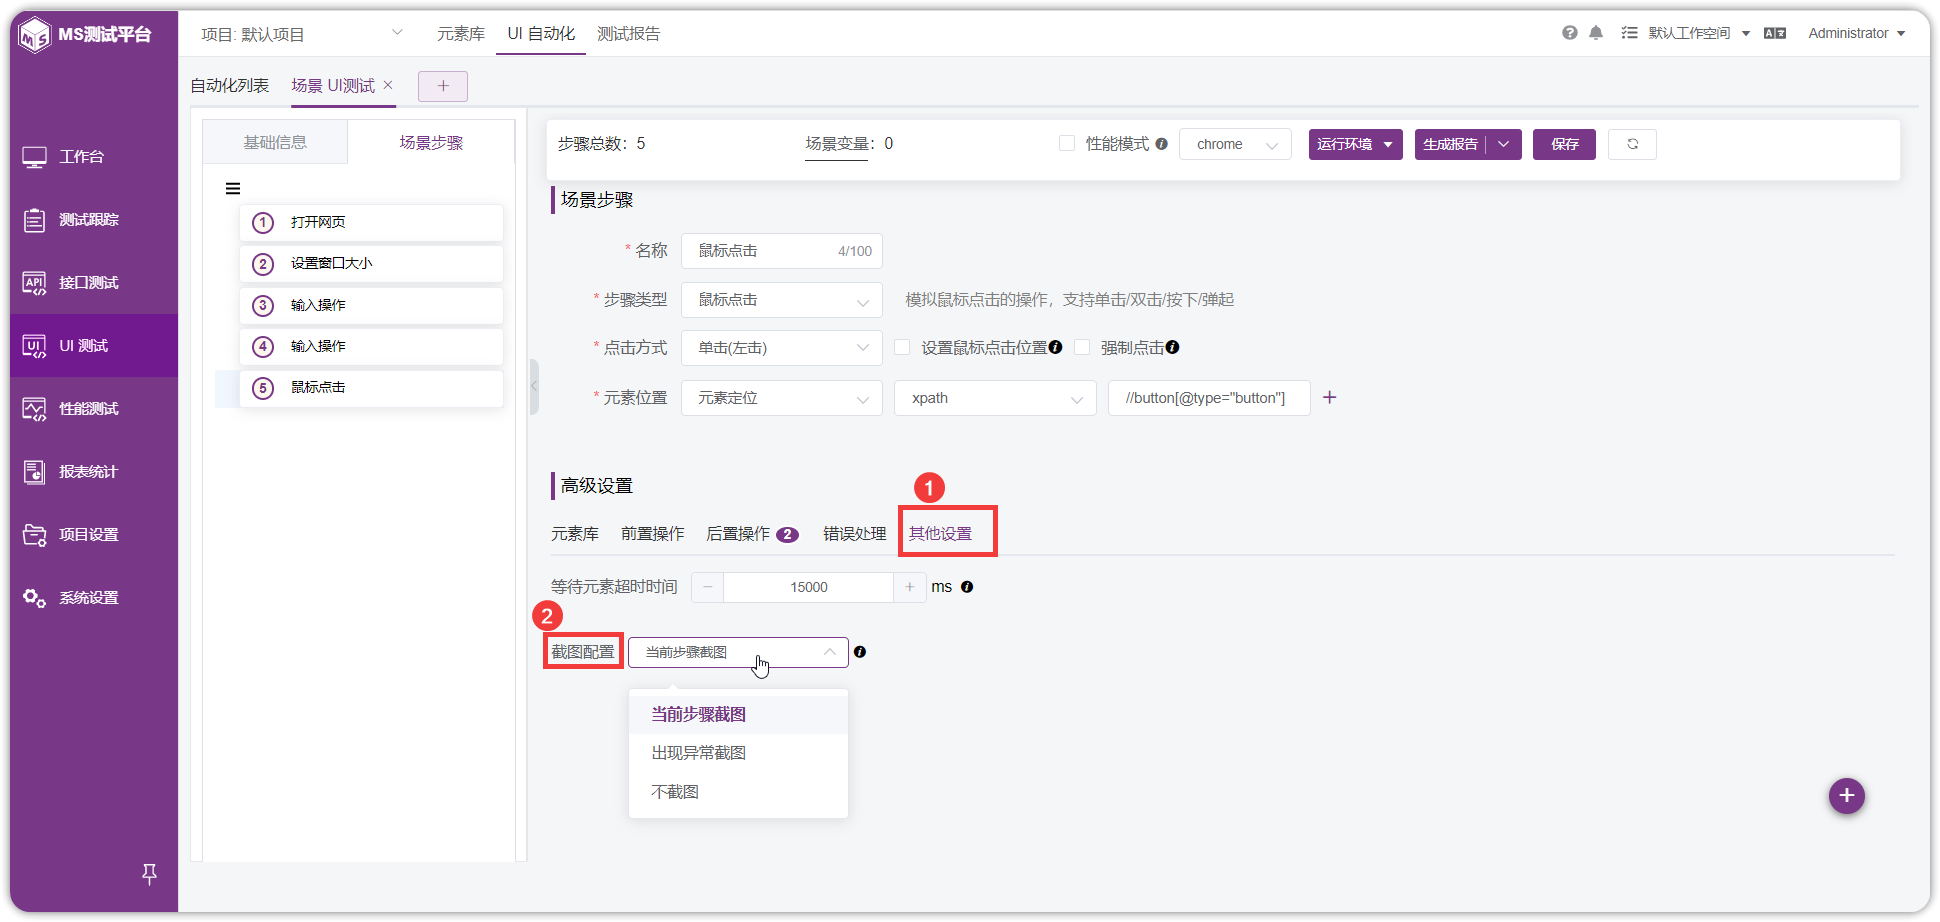 MS测试平台
项目: 默认项目
元素库
UI 自动化
测试报告
默认工作空间
Administrator
自动化列表
场景 UI测试
工作台
测试跟踪
接口测试
UI 测试
性能测试
报表统计
项目设置
系统设置
基础信息
场景步骤
1 打开网页
2 设置窗口大小
3 输入操作
4 输入操作
5 鼠标点击
步骤总数：5
场景变量：0
性能模式
chrome
运行环境
生成报告
保存
场景步骤
* 名称 鼠标点击 4/100
* 步骤类型 鼠标点击 模拟鼠标点击的操作，支持单击/双击/按下/弹起
* 点击方式 单击(左击) 设置鼠标点击位置 强制点击
* 元素位置 元素定位 xpath //button[@type="button"]
高级设置
1
元素库 前置操作 后置操作 2 错误处理 其他设置
等待元素超时时间 15000 ms
2
截图配置 当前步骤截图
当前步骤截图
出现异常截图
不截图